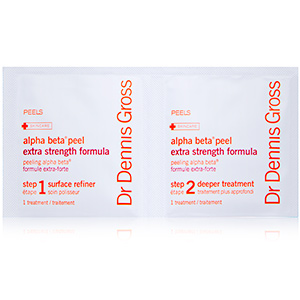 PEELS
+ SKINCARE
alpha beta® peel
extra strength formula
peeling alpha beta®
formule extra-forte
step 1 surface refiner
étape soin polisseur
1 treatment / traitement
Dr Dennis Gross
PEELS
+ SKINCARE
alpha beta® peel
extra strength formula
peeling alpha beta®
formule extra-forte
step 2 deeper treatment
étape traitement plus approfondi
1 treatment / traitement
Dr Dennis Gross